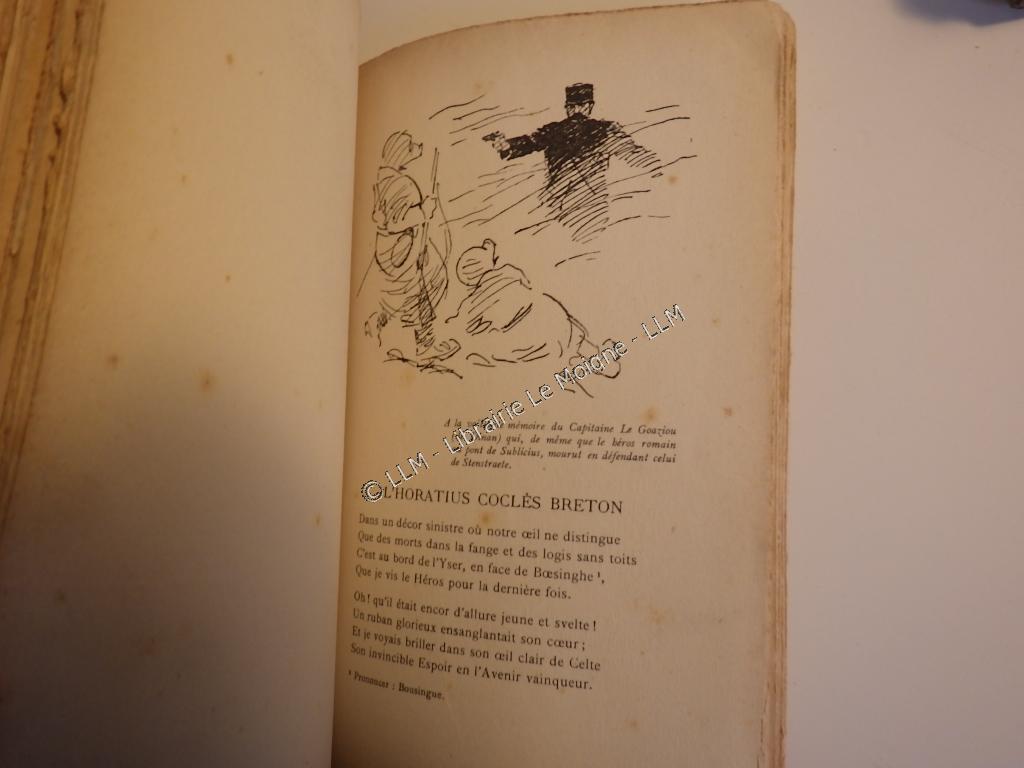 A la mémoire du Capitaine Le Goaziou
qui, de même que le héros romain
pont de Sublicius, mourut en défendant celui
de Stenstraete.
© LLM - Librairie Le Moigne - LLM
L'HORATIUS COCLÈS BRETON
Dans un décor sinistre où notre œil ne distingue
Que des morts dans la fange et des logis sans toits
C'est au bord de l'Yser, en face de Bœsinghe ¹,
Que je vis le Héros pour la dernière fois.
Oh ! qu'il était encor d'allure jeune et svelte !
Un ruban glorieux ensanglantait son cœur ;
Et je voyais briller dans son œil clair de Celte
Son invincible Espoir en l'Avenir vainqueur.
¹ Prononcer : Bousingue.